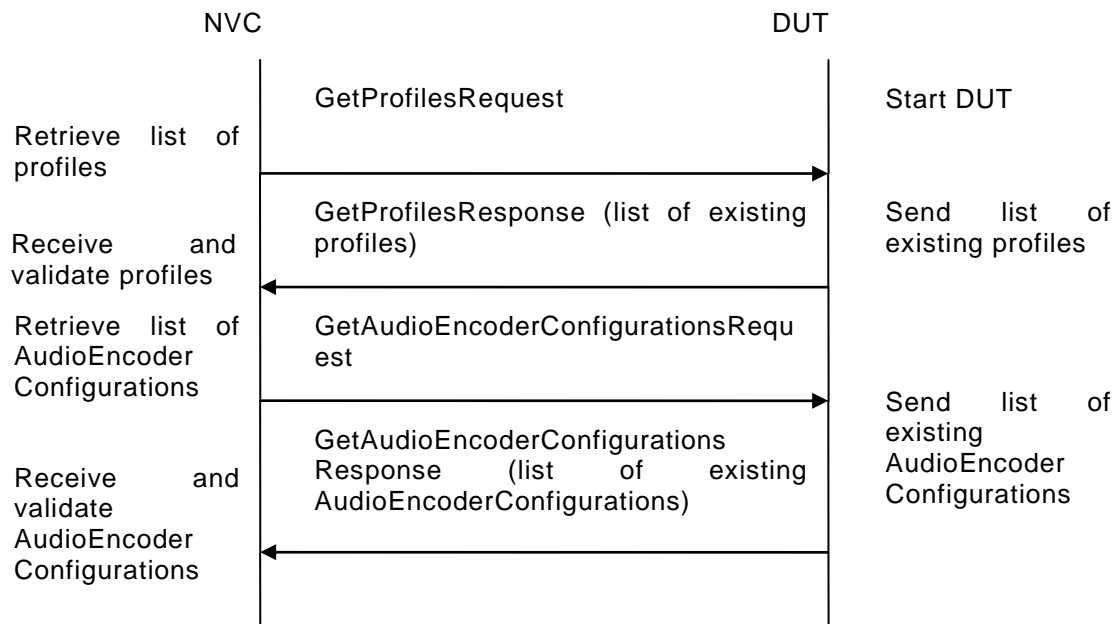 NVC
DUT
GetProfilesRequest
Start DUT
Retrieve list of
profiles
GetProfilesResponse (list of existing
profiles)
Send list of
existing profiles
Receive and
validate profiles
Retrieve list of
AudioEncoder
Configurations
GetAudioEncoderConfigurationsRequ
est
Send list of
existing
AudioEncoder
Configurations
GetAudioEncoderConfigurations
Response (list of existing
AudioEncoderConfigurations)
Receive and
validate
AudioEncoder
Configurations